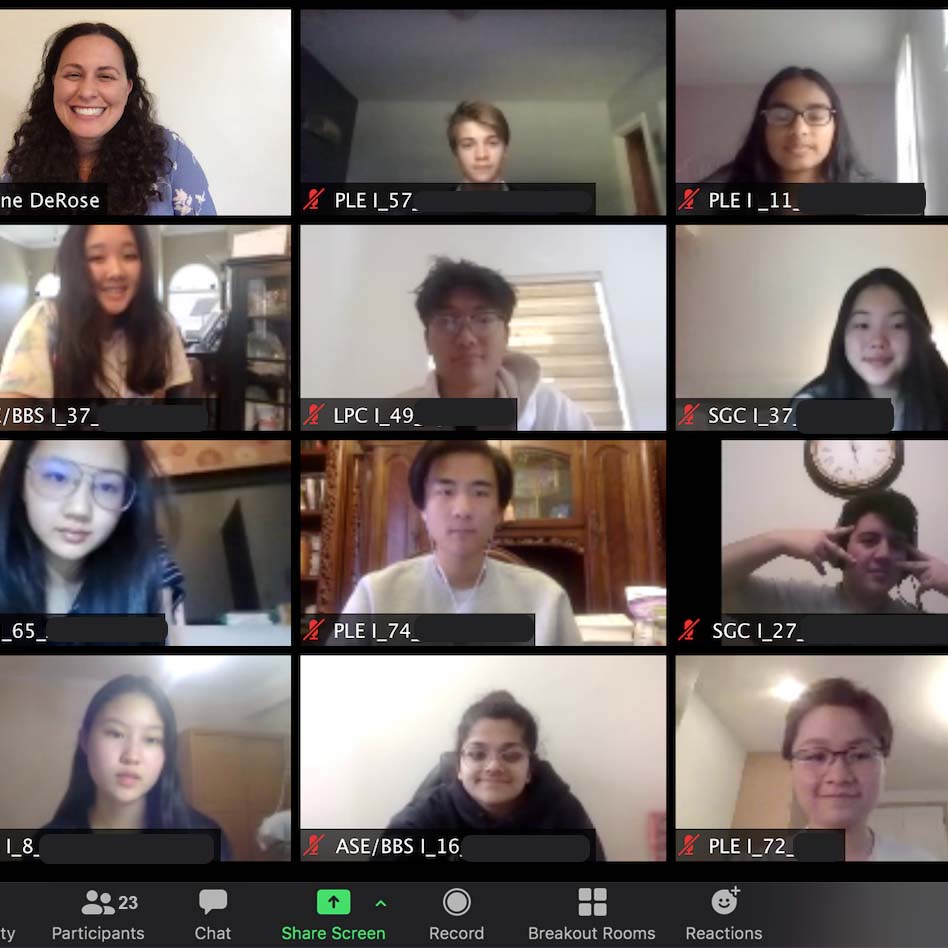 ne DeRose
PLE I_57_
PLE I _11_
/BBS I_37_
LPC I_49_
SGC I_37_
_65_
PLE I_74_
SGC I_27_
I_8_
ASE/BBS I_16_
PLE I_72_
ty
23
Participants
Chat
Share Screen
Record
Breakout Rooms
Reactions